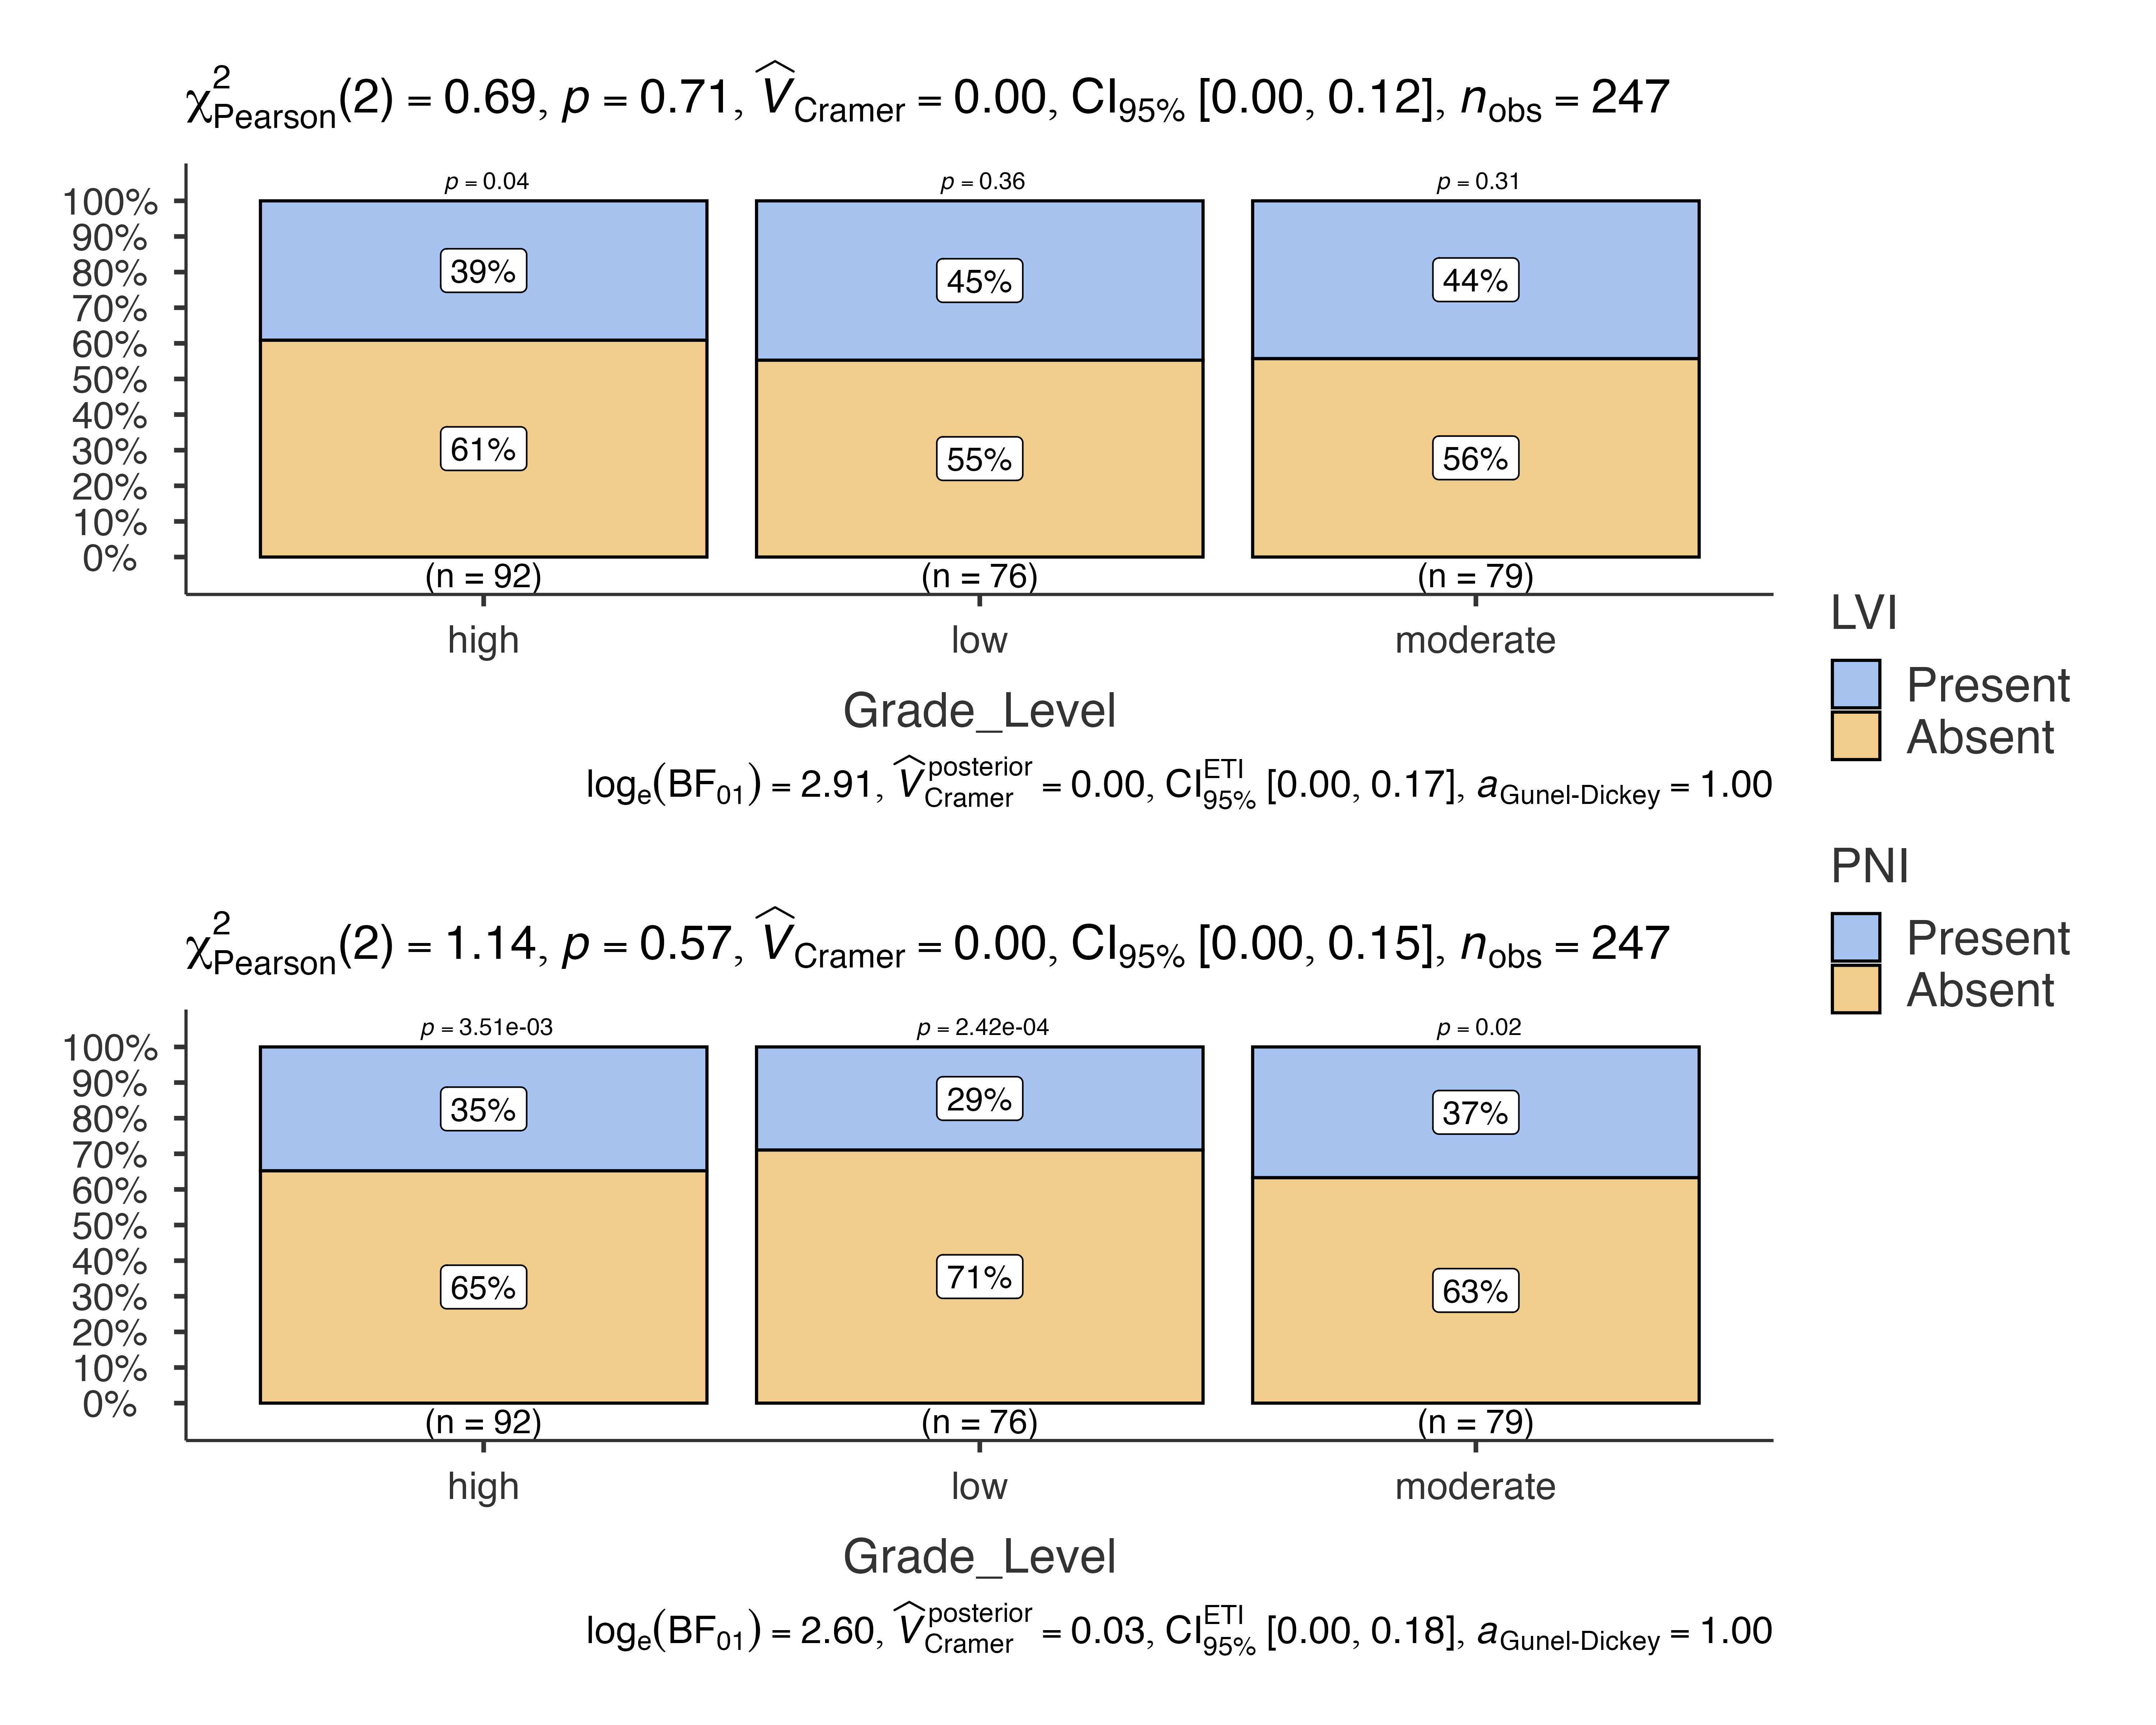 χ²Pearson(2) = 0.69, p = 0.71, V̂Cramer = 0.00, CI95% [0.00, 0.12], nobs = 247
p = 0.04 p = 0.36 p = 0.31
100%
90%
80%
70%
60%
50%
40%
30%
20%
10%
0%
39% 45% 44%
61% 55% 56%
(n = 92) (n = 76) (n = 79)
high low moderate
Grade_Level
loge(BF01) = 2.91, V̂posterior Cramer = 0.00, CI ETI 95% [0.00, 0.17], aGunel-Dickey = 1.00
LVI
Present
Absent
PNI
Present
Absent
χ²Pearson(2) = 1.14, p = 0.57, V̂Cramer = 0.00, CI95% [0.00, 0.15], nobs = 247
p = 3.51e-03 p = 2.42e-04 p = 0.02
100%
90%
80%
70%
60%
50%
40%
30%
20%
10%
0%
35% 29% 37%
65% 71% 63%
(n = 92) (n = 76) (n = 79)
high low moderate
Grade_Level
loge(BF01) = 2.60, V̂posterior Cramer = 0.03, CI ETI 95% [0.00, 0.18], aGunel-Dickey = 1.00